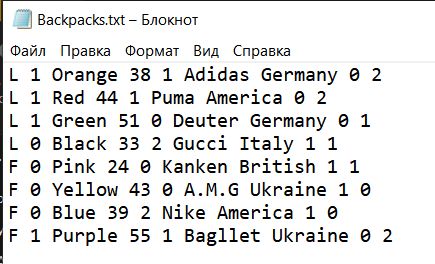 Backpacks.txt – Блокнот
Файл Правка Формат Вид Справка
L 1 Orange 38 1 Adidas Germany 0 2
L 1 Red 44 1 Puma America 0 2
L 1 Green 51 0 Deuter Germany 0 1
L 0 Black 33 2 Gucci Italy 1 1
F 0 Pink 24 0 Kanken British 1 1
F 0 Yellow 43 0 A.M.G Ukraine 1 0
F 0 Blue 39 2 Nike America 1 0
F 1 Purple 55 1 Bagllet Ukraine 0 2